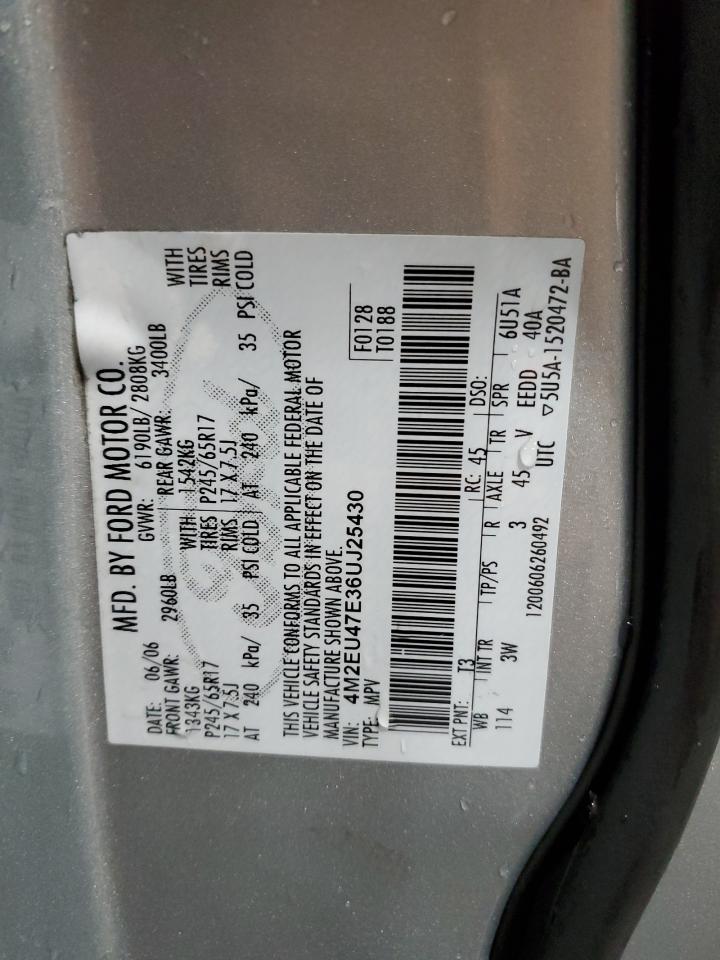 MFD. BY FORD MOTOR CO.
DATE: 06/06 GVWR: 6190LB/ 2808KG
FRONT GAWR: 2960LB REAR GAWR: 3400LB
1343KG WITH 1542KG WITH
P245/65R17 TIRES P245/65R17 TIRES
17 X 7.5J RIMS 17 X 7.5J RIMS
AT 240 kPa/ 35 PSI COLD AT 240 kPa/ 35 PSI COLD
THIS VEHICLE CONFORMS TO ALL APPLICABLE FEDERAL MOTOR
VEHICLE SAFETY STANDARDS IN EFFECT ON THE DATE OF
MANUFACTURE SHOWN ABOVE.
VIN: 4M2EU47E36UJ25430 F0128
TYPE: MPV T0188
EXT PNT: T3 RC: 45 DSO:
WB INT TR TP/PS R AXLE TR SPR 6U51A
114 3W 3 45 V EEDD 40A
1200606260492 UTC ▽5U5A-1520472-BA